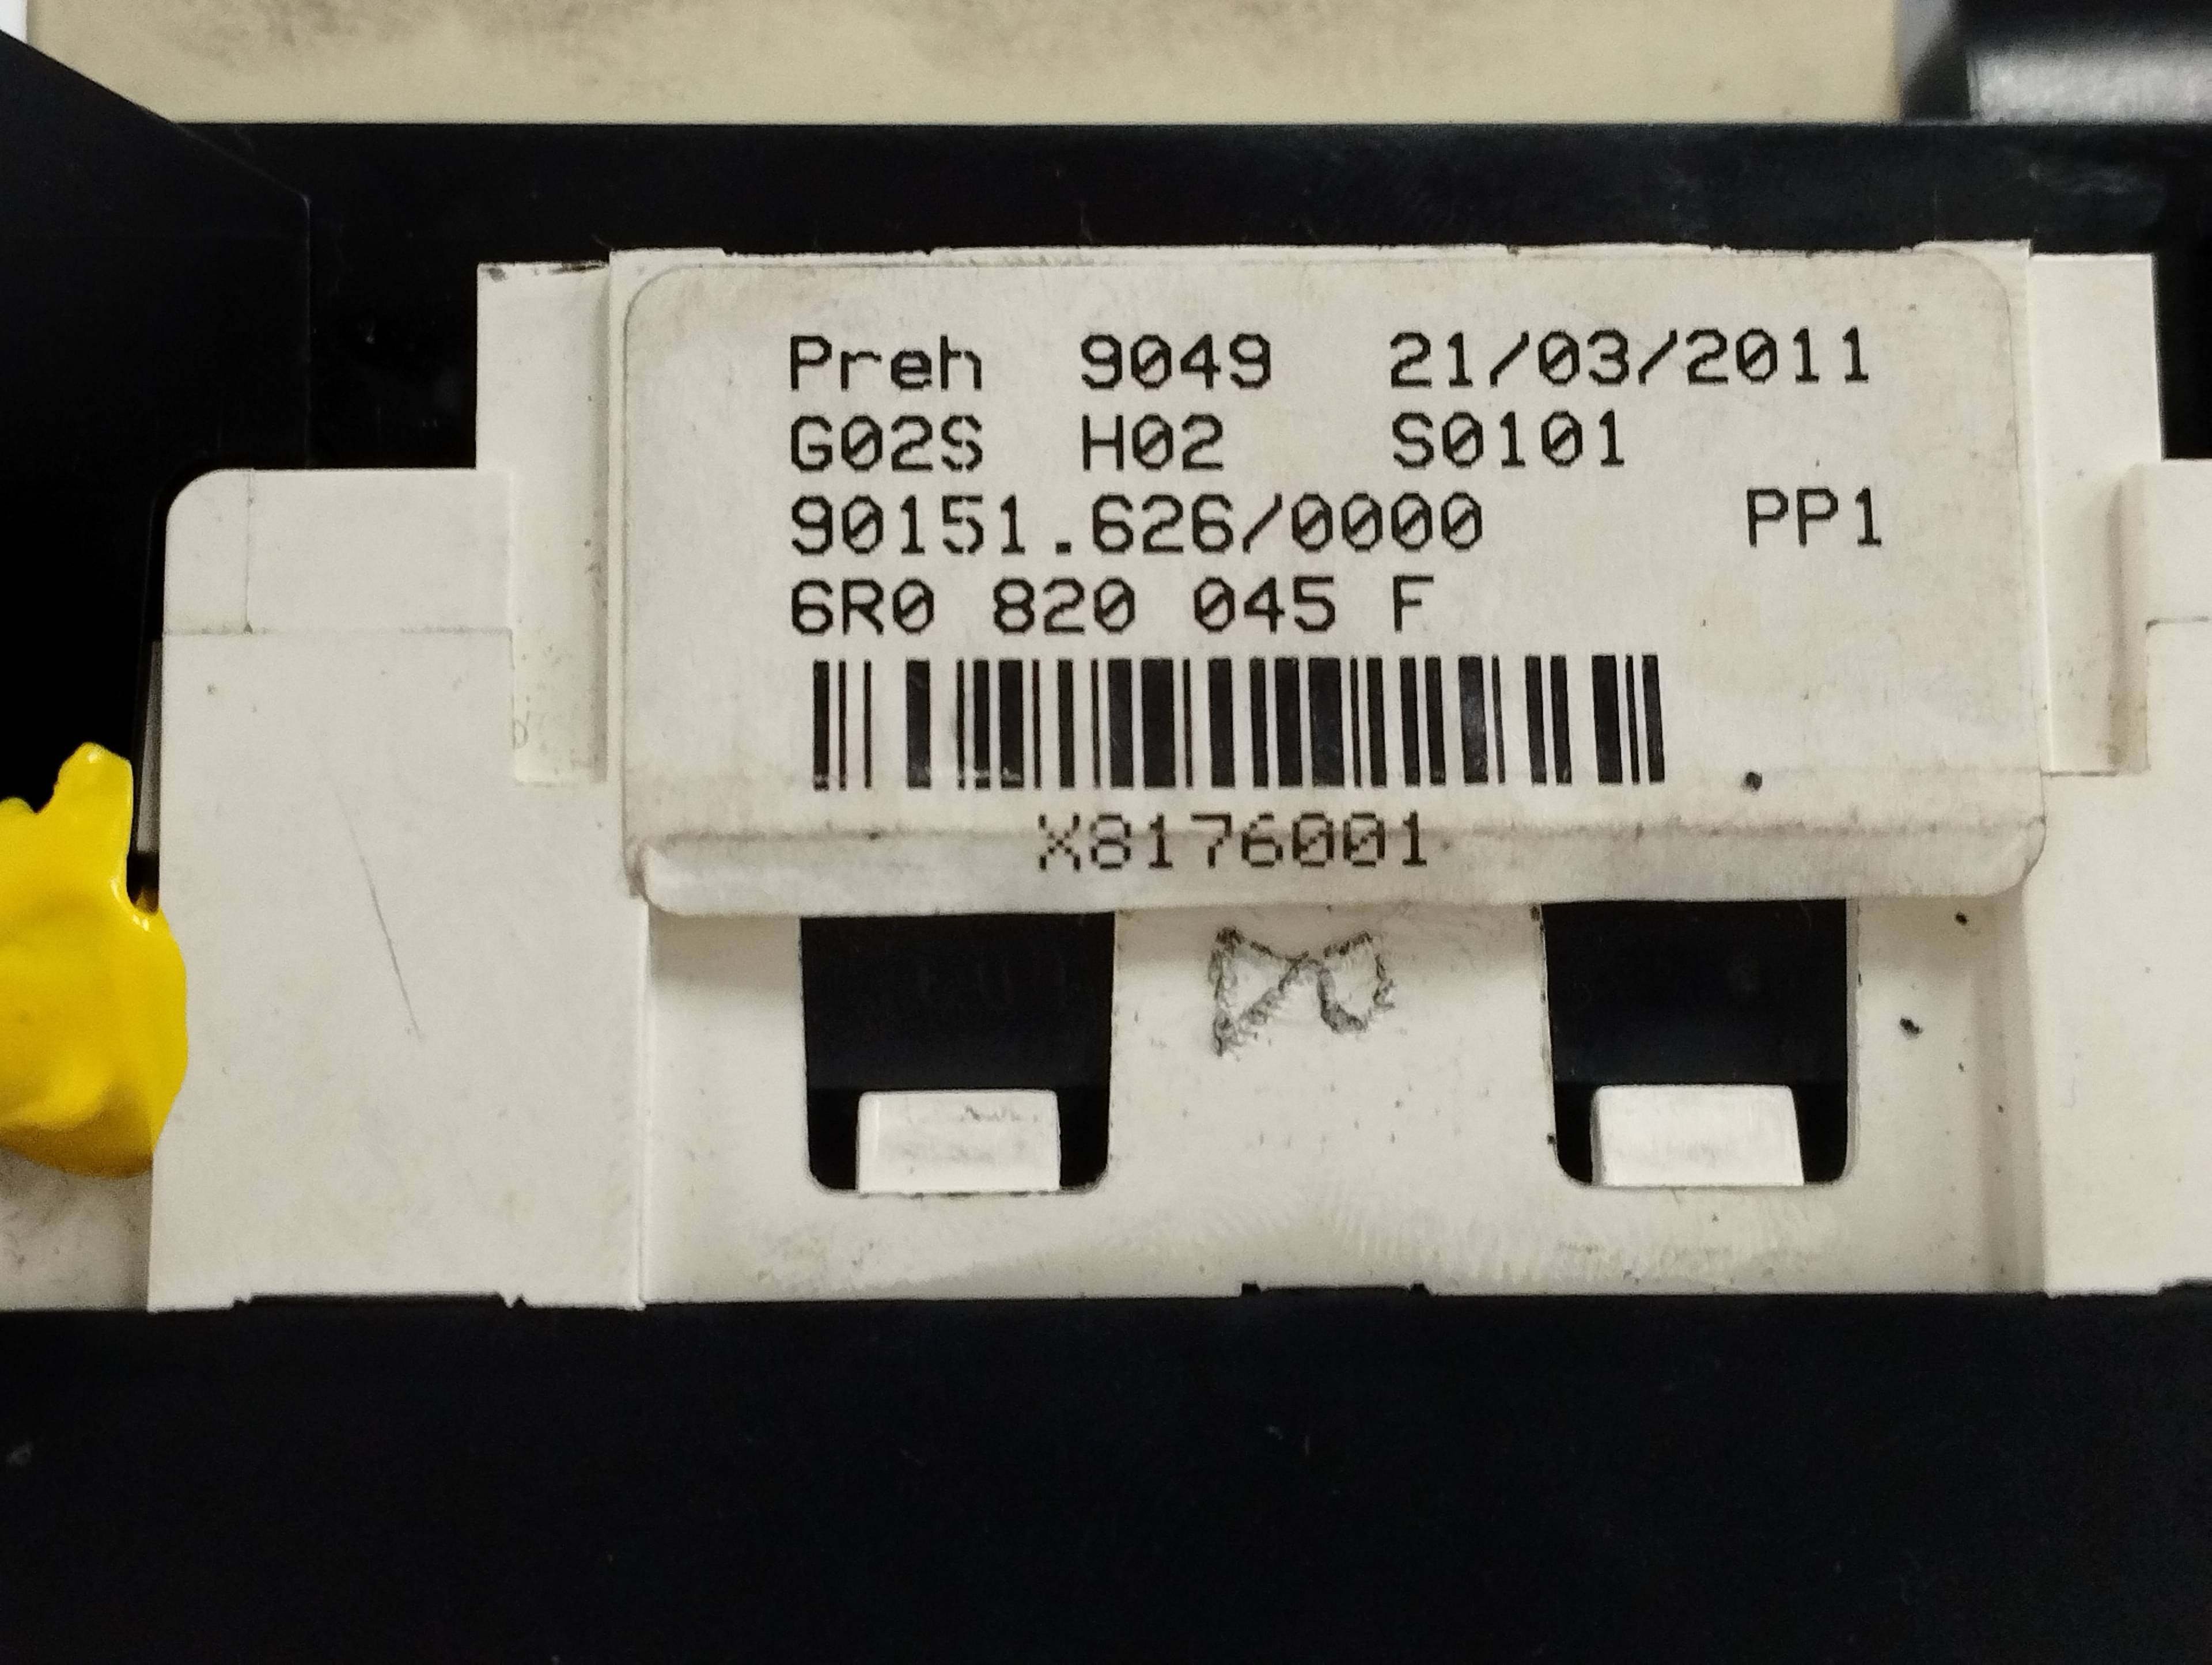 Preh 9049 21/03/2011
G02S H02 S0101
90151.626/0000 PP1
6R0 820 045 F
X8176001